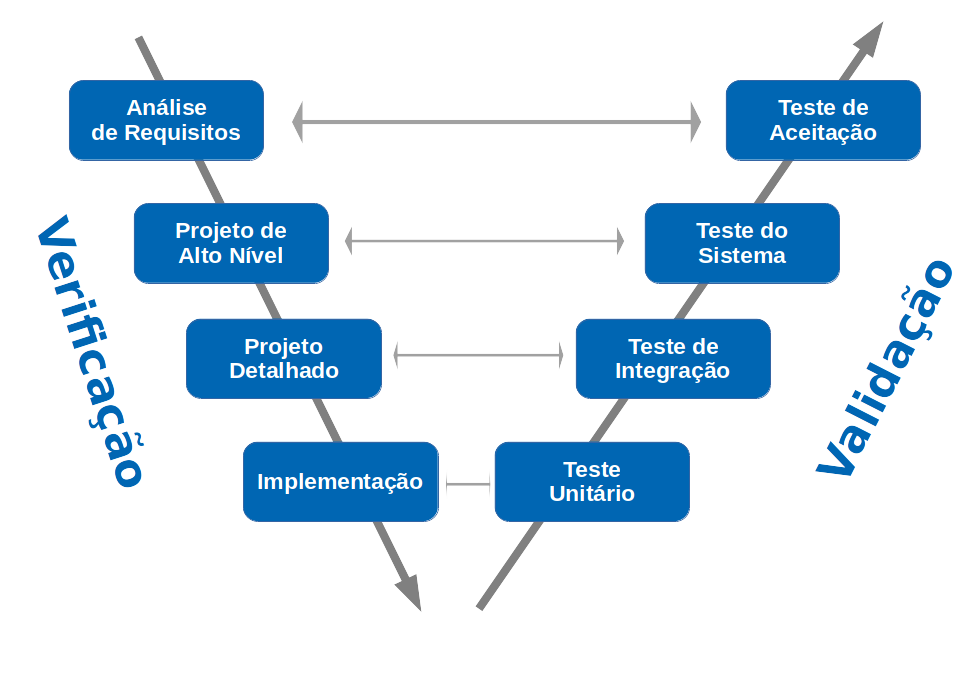 Análise
de Requisitos
Teste de
Aceitação
Projeto de
Alto Nível
Teste do
Sistema
Verificação
Validação
Projeto
Detalhado
Teste de
Integração
Implementação
Teste
Unitário